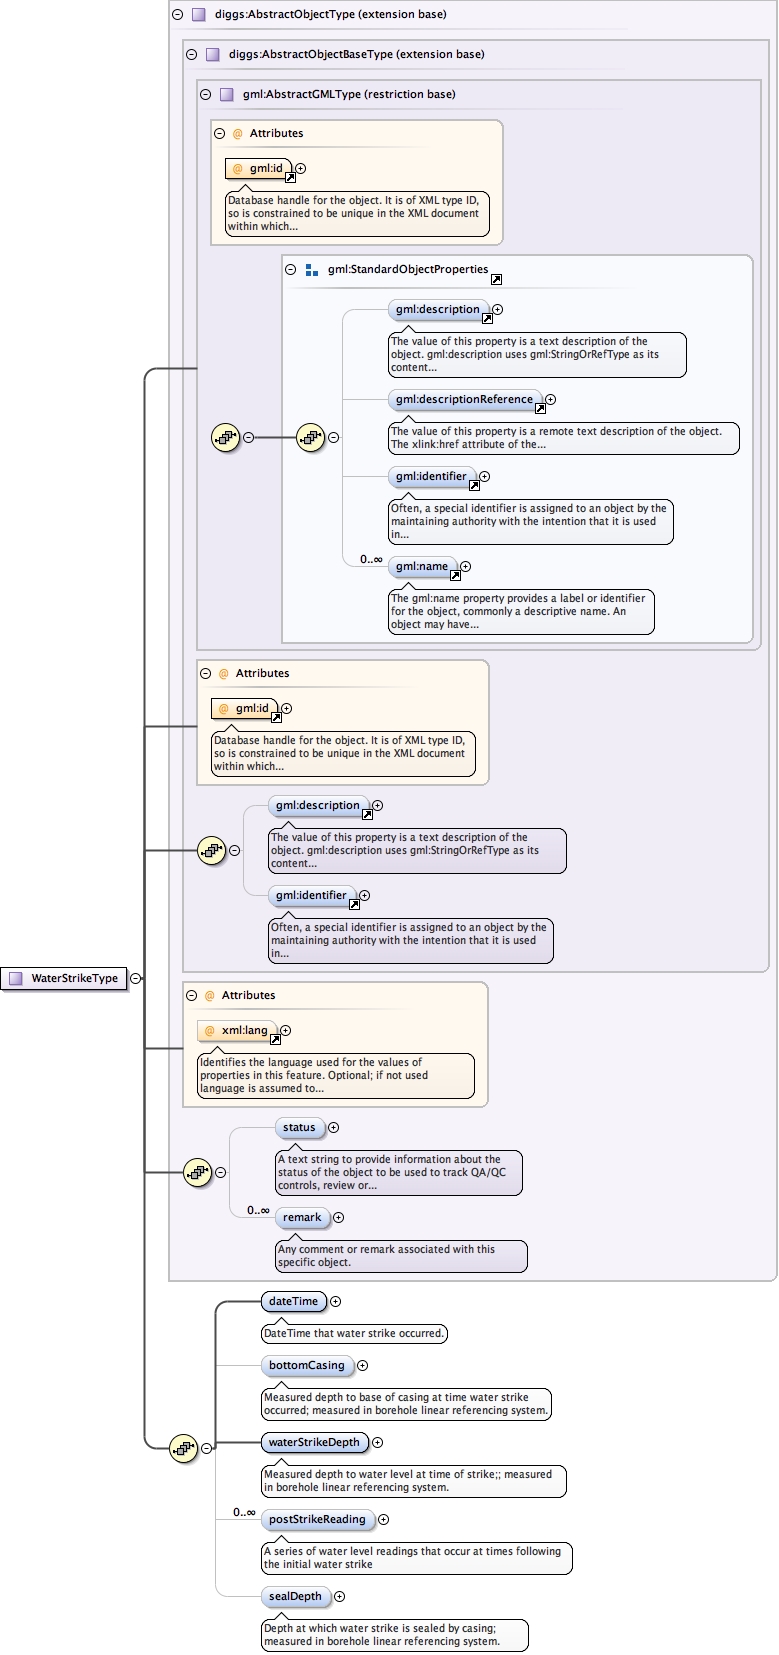 diggs:AbstractObjectType (extension base)
diggs:AbstractObjectBaseType (extension base)
gml:AbstractGMLType (restriction base)
@ Attributes
@ gml:id
Database handle for the object. It is of XML type ID,
so is constrained to be unique in the XML document
within which...
gml:StandardObjectProperties
gml:description
The value of this property is a text description of the
object. gml:description uses gml:StringOrRefType as its
content...
gml:descriptionReference
The value of this property is a remote text description of the object.
The xlink:href attribute of the...
gml:identifier
Often, a special identifier is assigned to an object by the
maintaining authority with the intention that it is used
in...
0..∞
gml:name
The gml:name property provides a label or identifier
for the object, commonly a descriptive name. An
object may have...
@ Attributes
@ gml:id
Database handle for the object. It is of XML type ID,
so is constrained to be unique in the XML document
within which...
gml:description
The value of this property is a text description of the
object. gml:description uses gml:StringOrRefType as its
content...
gml:identifier
Often, a special identifier is assigned to an object by the
maintaining authority with the intention that it is used
in...
WaterStrikeType
@ Attributes
@ xml:lang
Identifies the language used for the values of
properties in this feature. Optional; if not used
language is assumed to...
status
A text string to provide information about the
status of the object to be used to track QA/QC
controls, review or...
0..∞
remark
Any comment or remark associated with this
specific object.
dateTime
DateTime that water strike occurred.
bottomCasing
Measured depth to base of casing at time water strike
occurred; measured in borehole linear referencing system.
waterStrikeDepth
Measured depth to water level at time of strike;; measured
in borehole linear referencing system.
0..∞
postStrikeReading
A series of water level readings that occur at times following
the initial water strike
sealDepth
Depth at which water strike is sealed by casing;
measured in borehole linear referencing system.